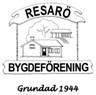 RESARÖ
BYGDEFÖRENING
Grundad 1944